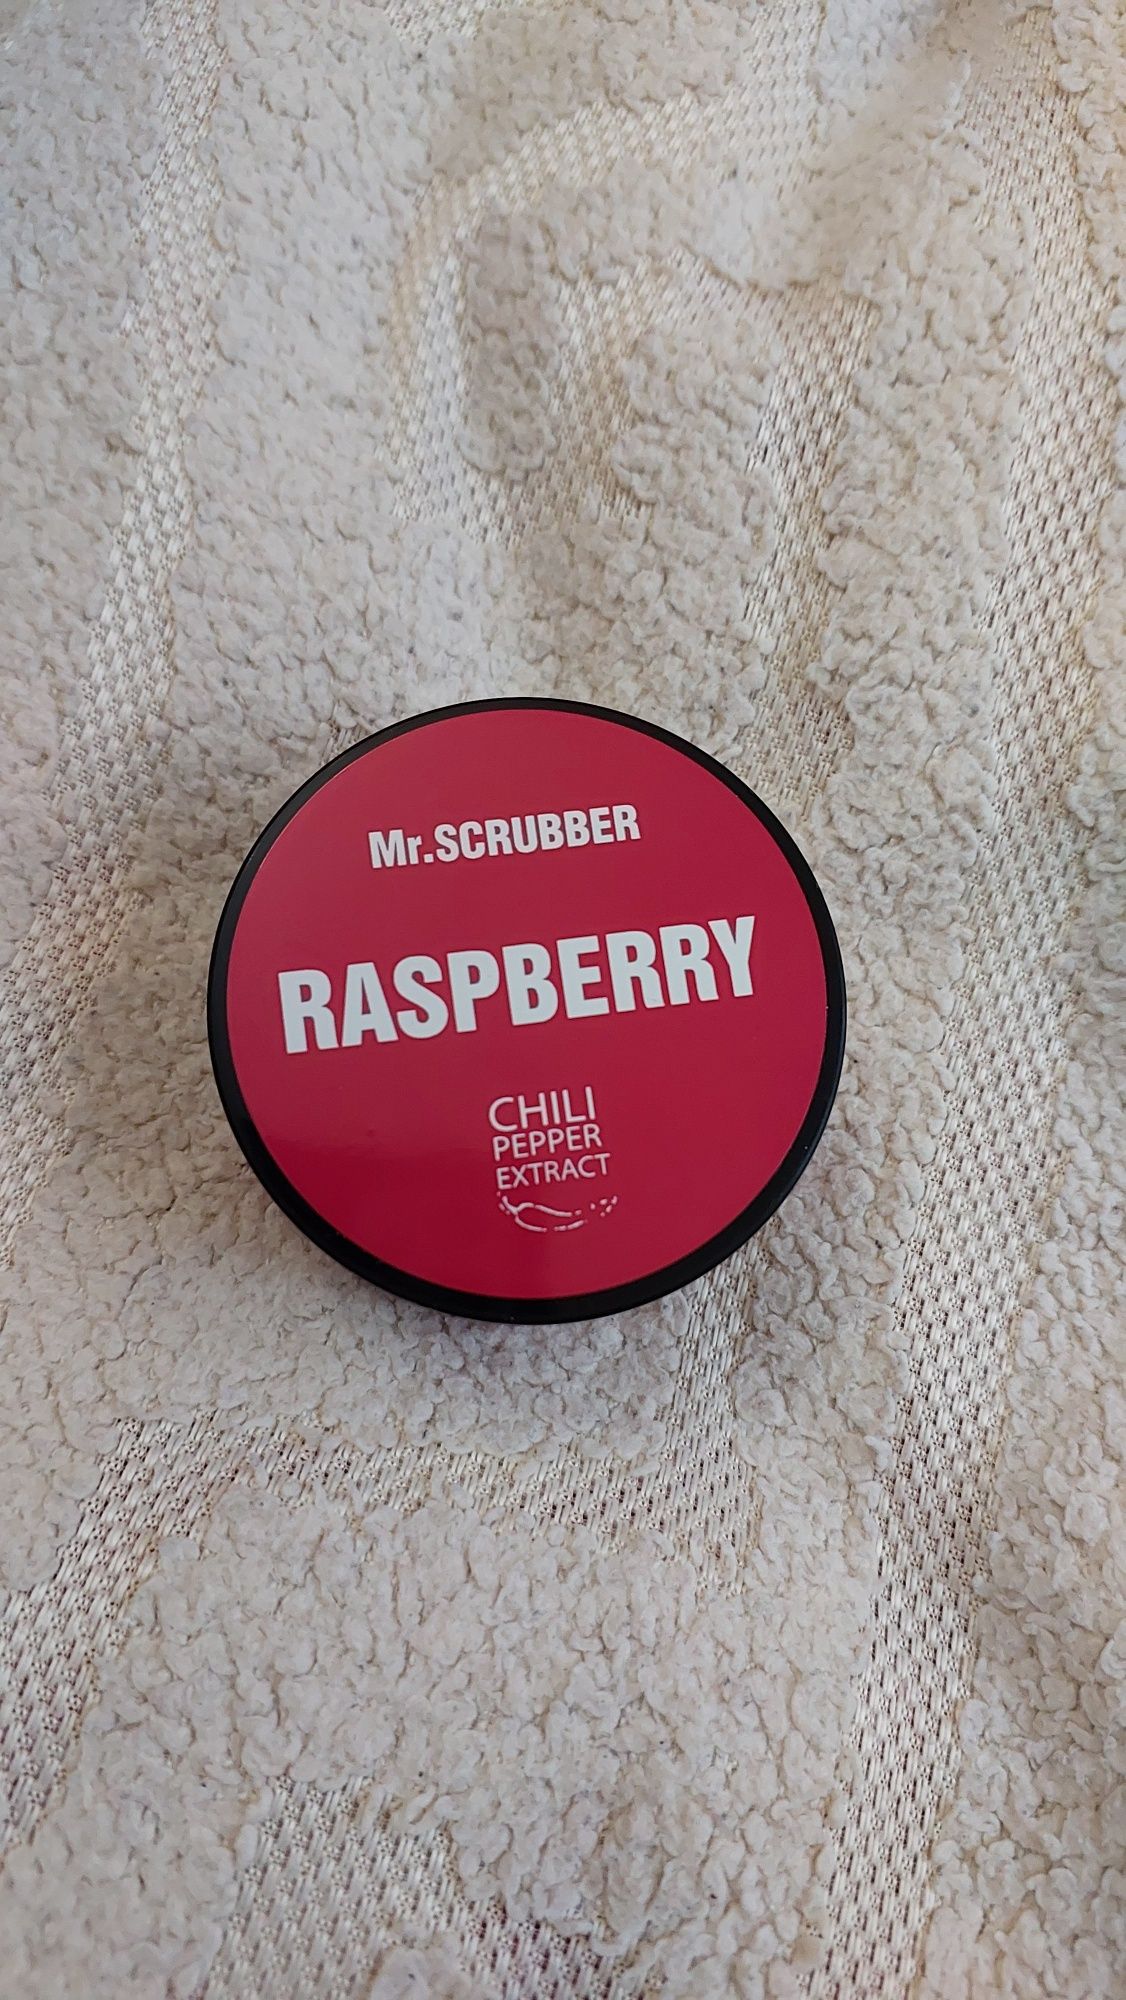 Mr.SCRUBBER
RASPBERRY
CHILI
PEPPER
EXTRACT